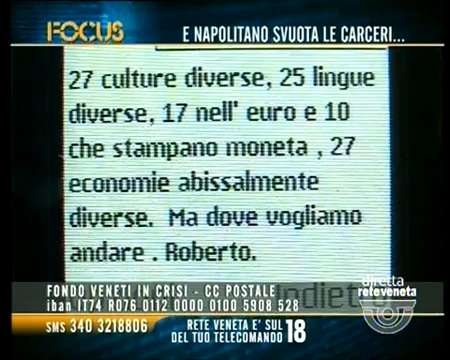 FOCUS
E NAPOLITANO SVUOTA LE CARCERI...
27 culture diverse, 25 lingue
diverse, 17 nell' euro e 10
che stampano moneta , 27
economie abissalmente
diverse. Ma dove vogliamo
andare . Roberto.
Indiet
diretta
reteveneta
FONDO VENETI IN CRISI - CC POSTALE
iban IT74 R076 0112 0000 0100 5908 528
SMS 340 3218806
RETE VENETA E' SUL
DEL TUO TELECOMANDO 18